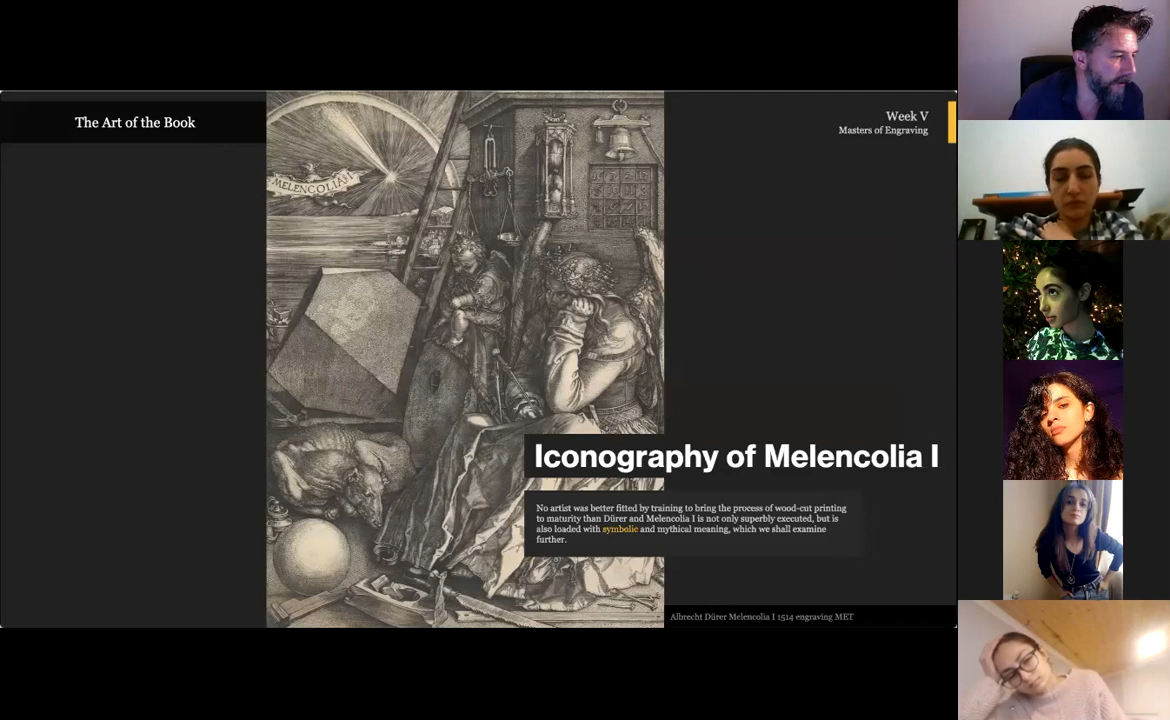 The Art of the Book
Week V
Masters of Engraving
MELENCOLIA I
Iconography of Melencolia I
No artist was better fitted by training to bring the process of wood-cut printing
to maturity than Dürer and Melencolia I is not only superbly executed, but is
also loaded with symbolic and mythical meaning, which we shall examine
further.
Albrecht Dürer Melencolia I 1514 engraving MET